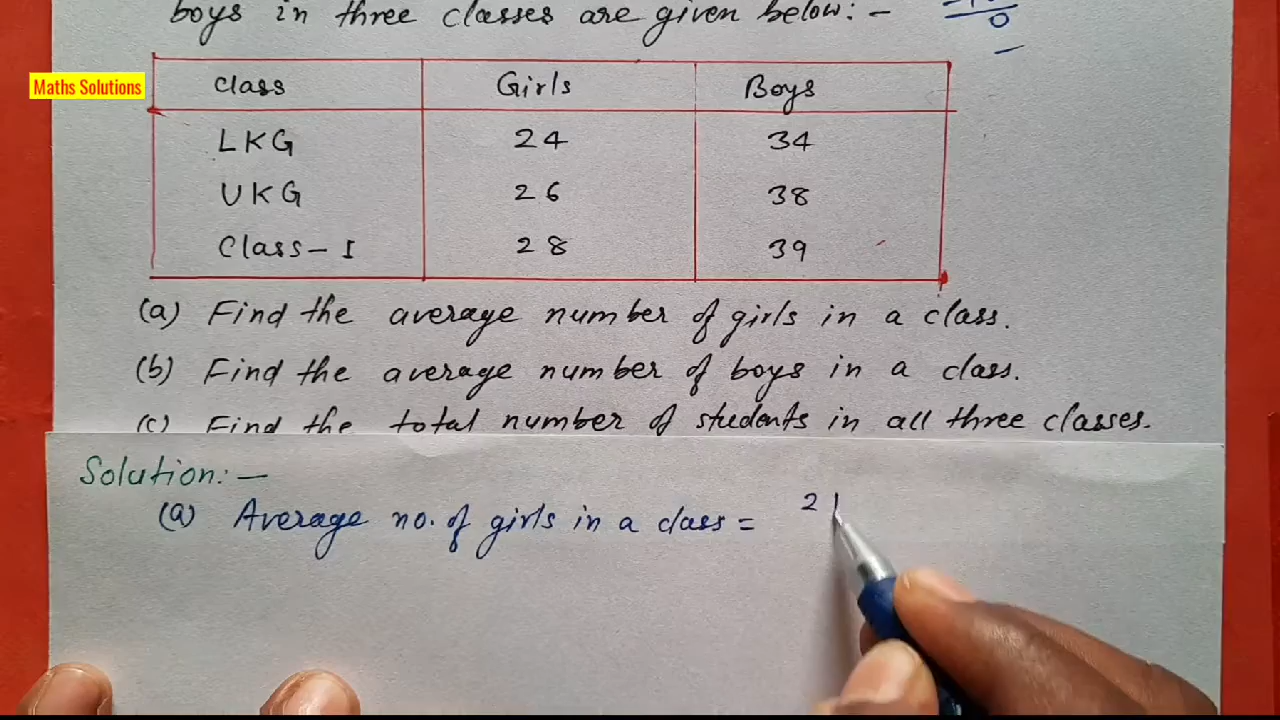 boys in three classes are given below:-
0
Maths Solutions
Class Girls Boys
LKG 24 34
UKG 26 38
Class-I 28 39
(a) Find the average number of girls in a class.
(b) Find the average number of boys in a class.
(c) Find the total number of students in all three classes.
Solution:-
(a) Average no. of girls in a class = 2